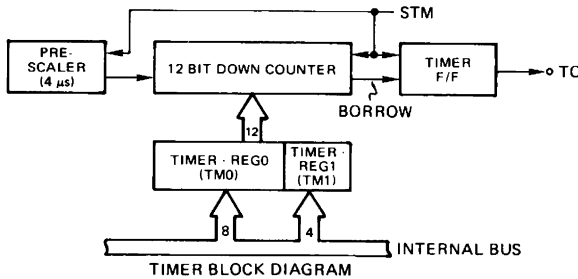 STM
PRE-
SCALER
(4 μs)
12 BIT DOWN COUNTER
TIMER
F/F
TO
BORROW
12
TIMER · REG0
(TM0)
TIMER ·
REG1
(TM1)
8
4
INTERNAL BUS
TIMER BLOCK DIAGRAM